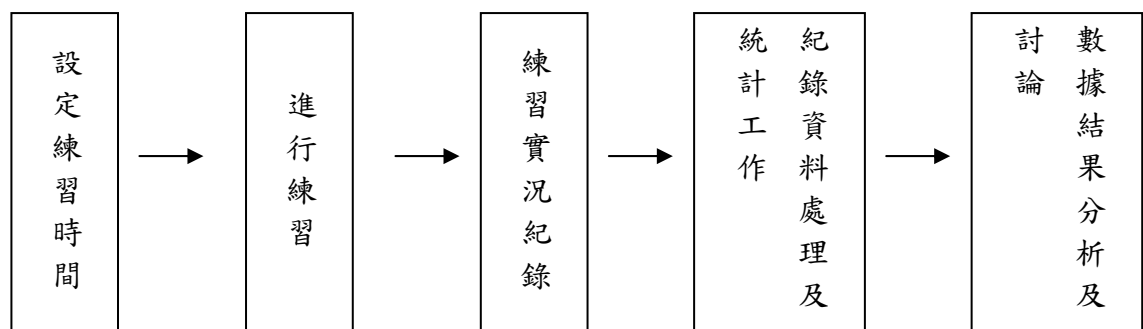 設定練習時間
進行練習
練習實況紀錄
紀錄資料處理及
統計工作
數據結果分析及
討論